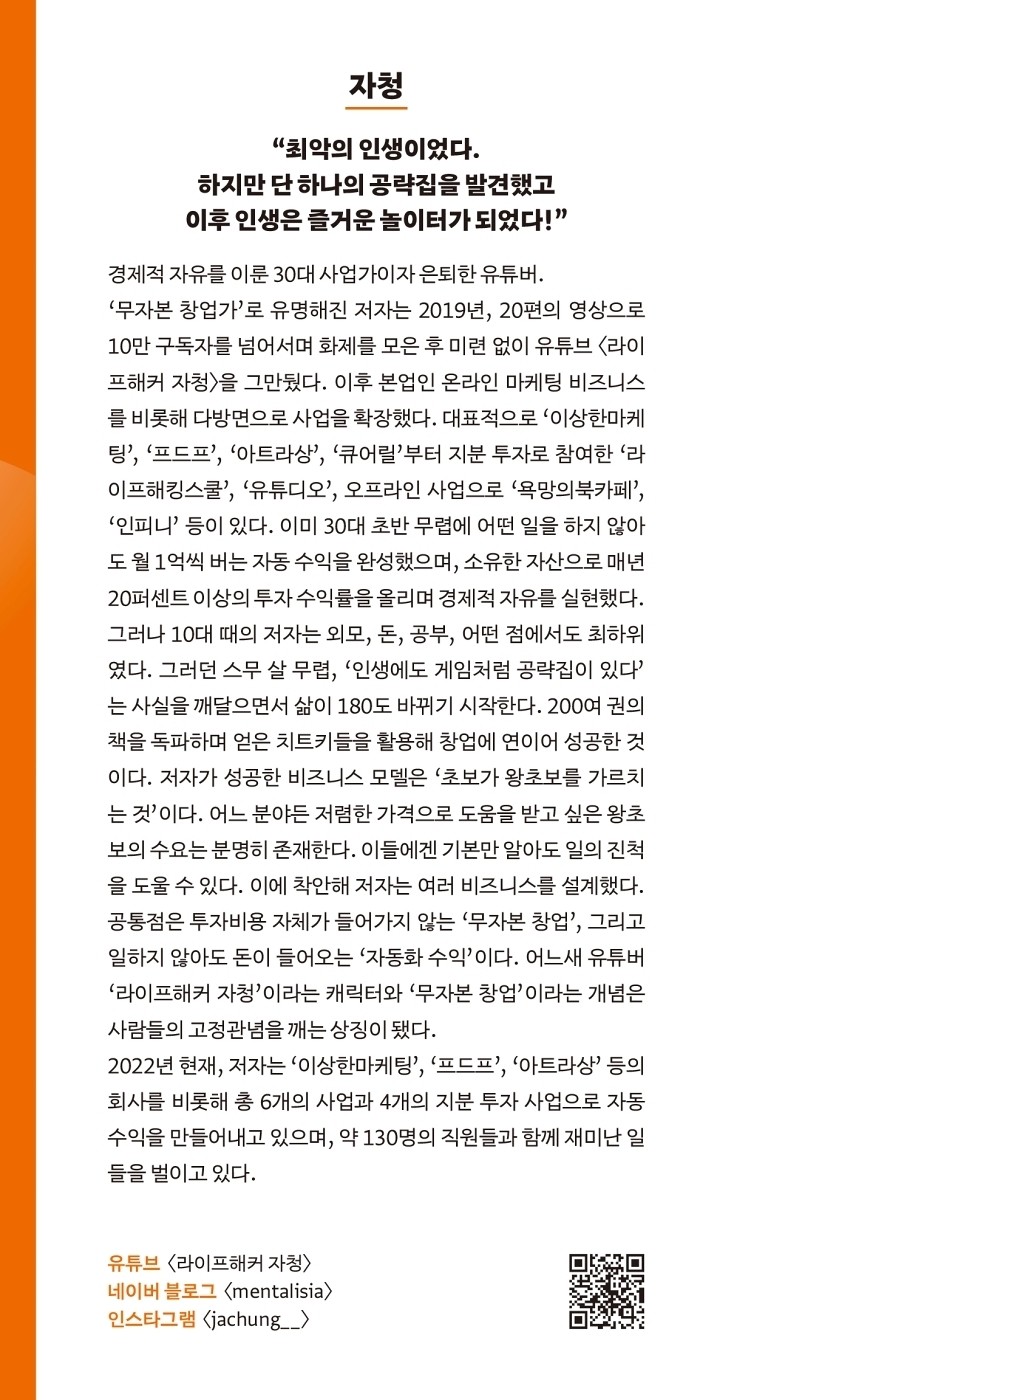 자청
“최악의 인생이었다.
하지만 단 하나의 공략집을 발견했고
이후 인생은 즐거운 놀이터가 되었다!”
경제적 자유를 이룬 30대 사업가이자 은퇴한 유튜버.
‘무자본 창업가’로 유명해진 저자는 2019년, 20편의 영상으로
10만 구독자를 넘어서며 화제를 모은 후 미련 없이 유튜브 〈라이
프해커 자청〉을 그만뒀다. 이후 본업인 온라인 마케팅 비즈니스
를 비롯해 다방면으로 사업을 확장했다. 대표적으로 ‘이상한마케
팅’, ‘프드프’, ‘아트라상’, ‘큐어릴’부터 지분 투자로 참여한 ‘라
이프해킹스쿨’, ‘유튜디오’, 오프라인 사업으로 ‘욕망의북카페’,
‘인피니’ 등이 있다. 이미 30대 초반 무렵에 어떤 일을 하지 않아
도 월 1억씩 버는 자동 수익을 완성했으며, 소유한 자산으로 매년
20퍼센트 이상의 투자 수익률을 올리며 경제적 자유를 실현했다.
그러나 10대 때의 저자는 외모, 돈, 공부, 어떤 점에서도 최하위
였다. 그러던 스무 살 무렵, ‘인생에도 게임처럼 공략집이 있다’
는 사실을 깨달으면서 삶이 180도 바뀌기 시작한다. 200여 권의
책을 독파하며 얻은 치트키들을 활용해 창업에 연이어 성공한 것
이다. 저자가 성공한 비즈니스 모델은 ‘초보가 왕초보를 가르치
는 것’이다. 어느 분야든 저렴한 가격으로 도움을 받고 싶은 왕초
보의 수요는 분명히 존재한다. 이들에겐 기본만 알아도 일의 진척
을 도울 수 있다. 이에 착안해 저자는 여러 비즈니스를 설계했다.
공통점은 투자비용 자체가 들어가지 않는 ‘무자본 창업’, 그리고
일하지 않아도 돈이 들어오는 ‘자동화 수익’이다. 어느새 유튜버
‘라이프해커 자청’이라는 캐릭터와 ‘무자본 창업’이라는 개념은
사람들의 고정관념을 깨는 상징이 됐다.
2022년 현재, 저자는 ‘이상한마케팅’, ‘프드프’, ‘아트라상’ 등의
회사를 비롯해 총 6개의 사업과 4개의 지분 투자 사업으로 자동
수익을 만들어내고 있으며, 약 130명의 직원들과 함께 재미난 일
들을 벌이고 있다.
유튜브 〈라이프해커 자청〉
네이버 블로그 〈mentalisia〉
인스타그램 〈jachung__〉